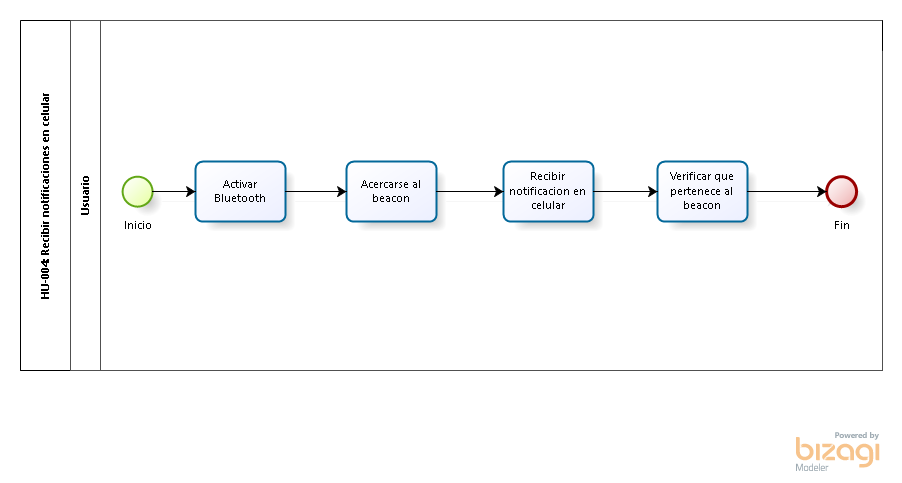 HU-004: Recibir notificaciones en celular
Usuario
Inicio
Activar
Bluetooth
Acercarse al
beacon
Recibir
notificacion en
celular
Verificar que
pertenece al
beacon
Fin
Powered by
bizagi
Modeler